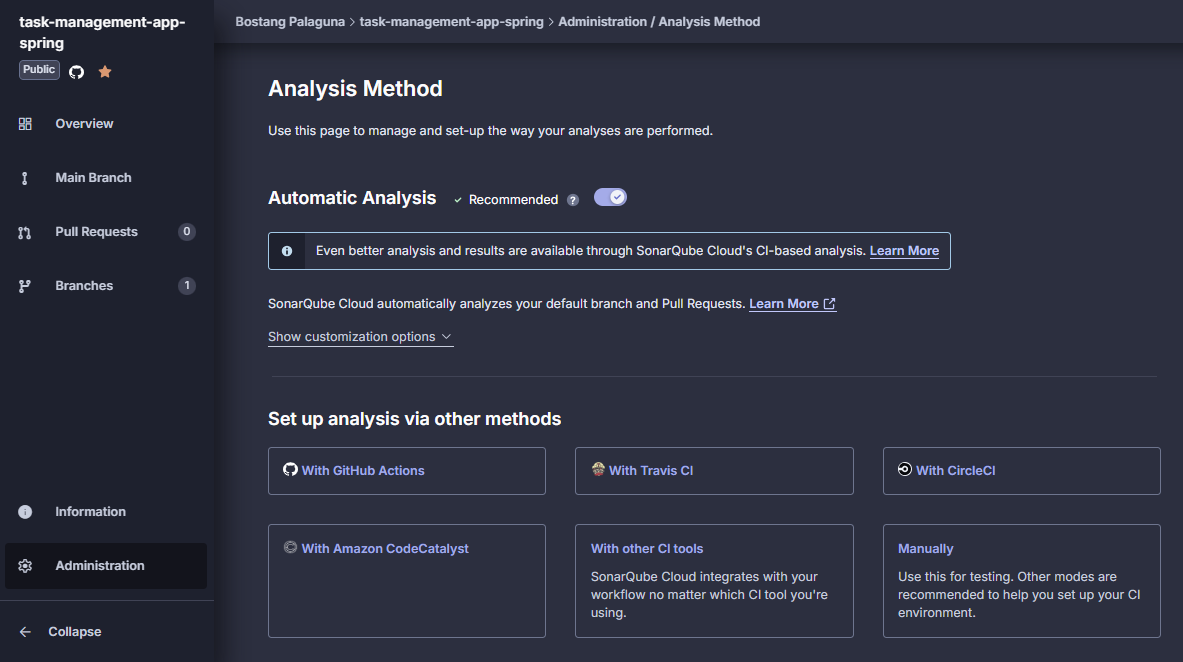 task-management-app-
spring
Public
Overview
Main Branch
Pull Requests 0
Branches 1
Information
Administration
Collapse
Bostang Palaguna > task-management-app-spring > Administration / Analysis Method
Analysis Method
Use this page to manage and set-up the way your analyses are performed.
Automatic Analysis ✓ Recommended ?
Even better analysis and results are available through SonarQube Cloud's CI-based analysis. Learn More
SonarQube Cloud automatically analyzes your default branch and Pull Requests. Learn More
Show customization options
Set up analysis via other methods
With GitHub Actions
With Travis CI
With CircleCI
With Amazon CodeCatalyst
With other CI tools
SonarQube Cloud integrates with your
workflow no matter which CI tool you're
using.
Manually
Use this for testing. Other modes are
recommended to help you set up your CI
environment.